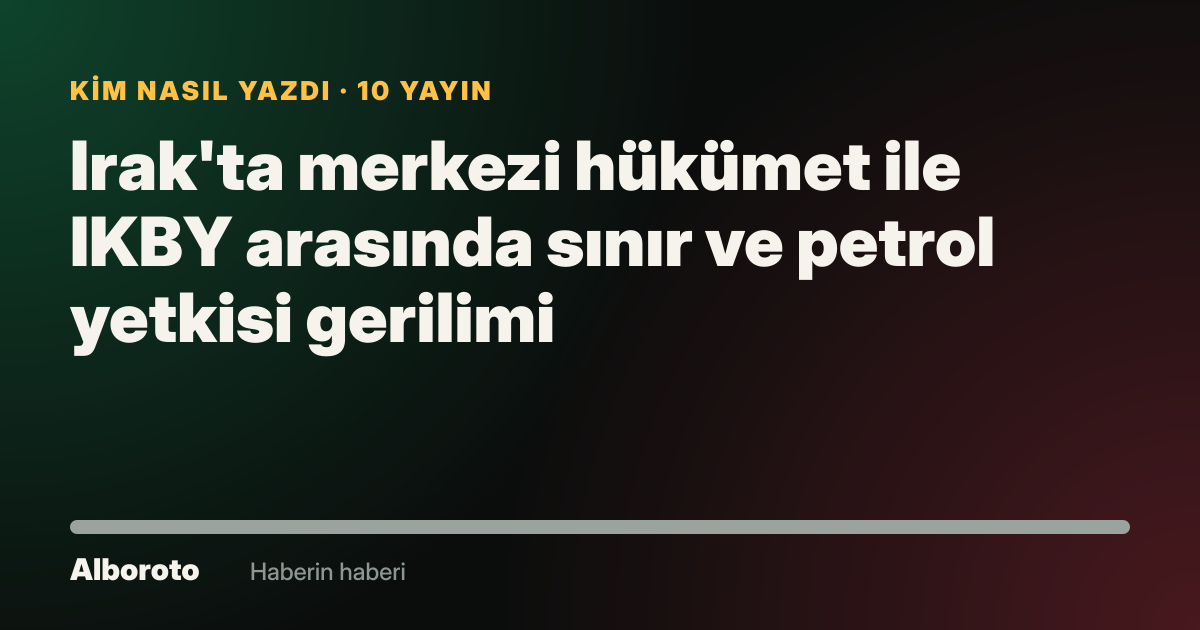 KİM NASIL YAZDI · 10 YAYIN
Irak'ta merkezi hükümet ile
IKBY arasında sınır ve petrol
yetkisi gerilimi
Alboroto
Haberin haberi